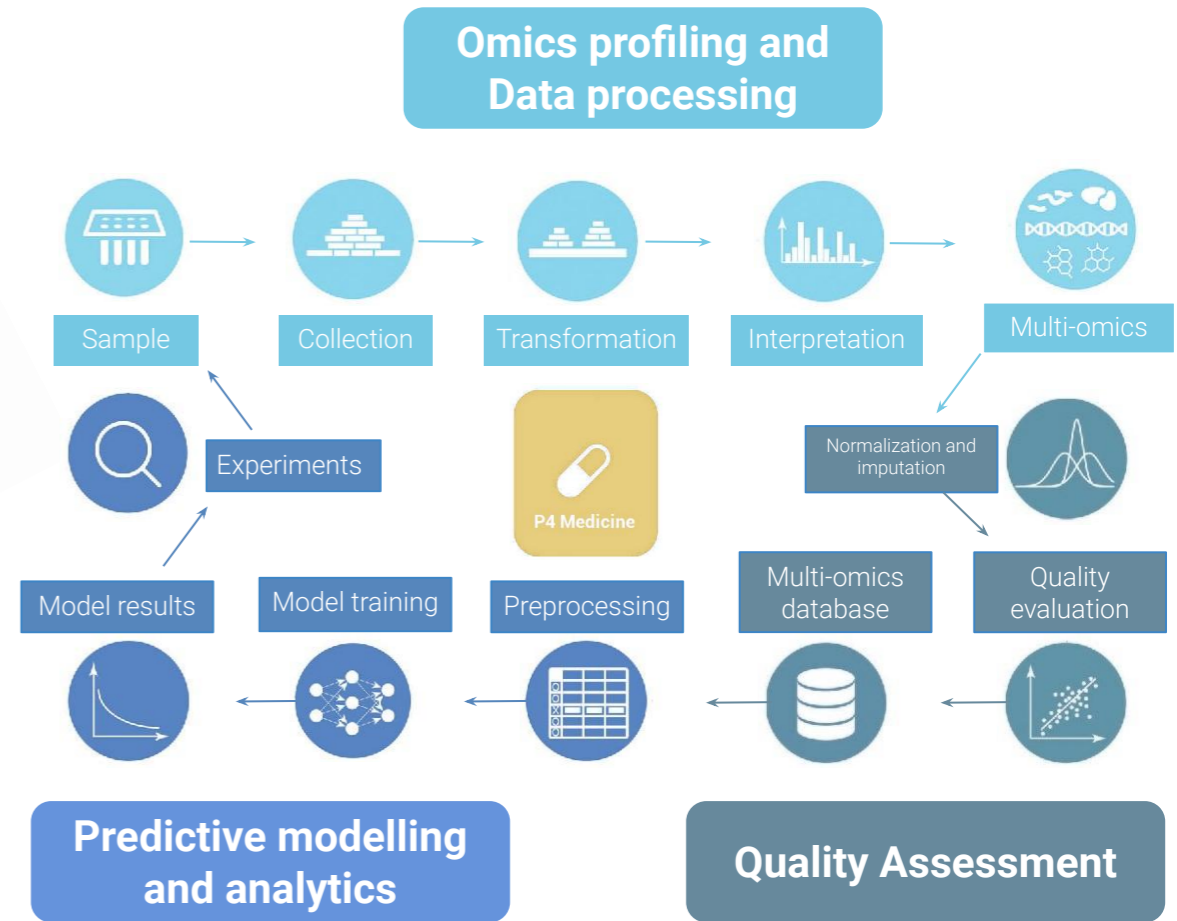 Omics profiling and
Data processing
Sample
Collection
Transformation
Interpretation
Multi-omics
Experiments
P4 Medicine
Normalization and
imputation
Model results
Model training
Preprocessing
Multi-omics
database
Quality
evaluation
Predictive modelling
and analytics
Quality Assessment